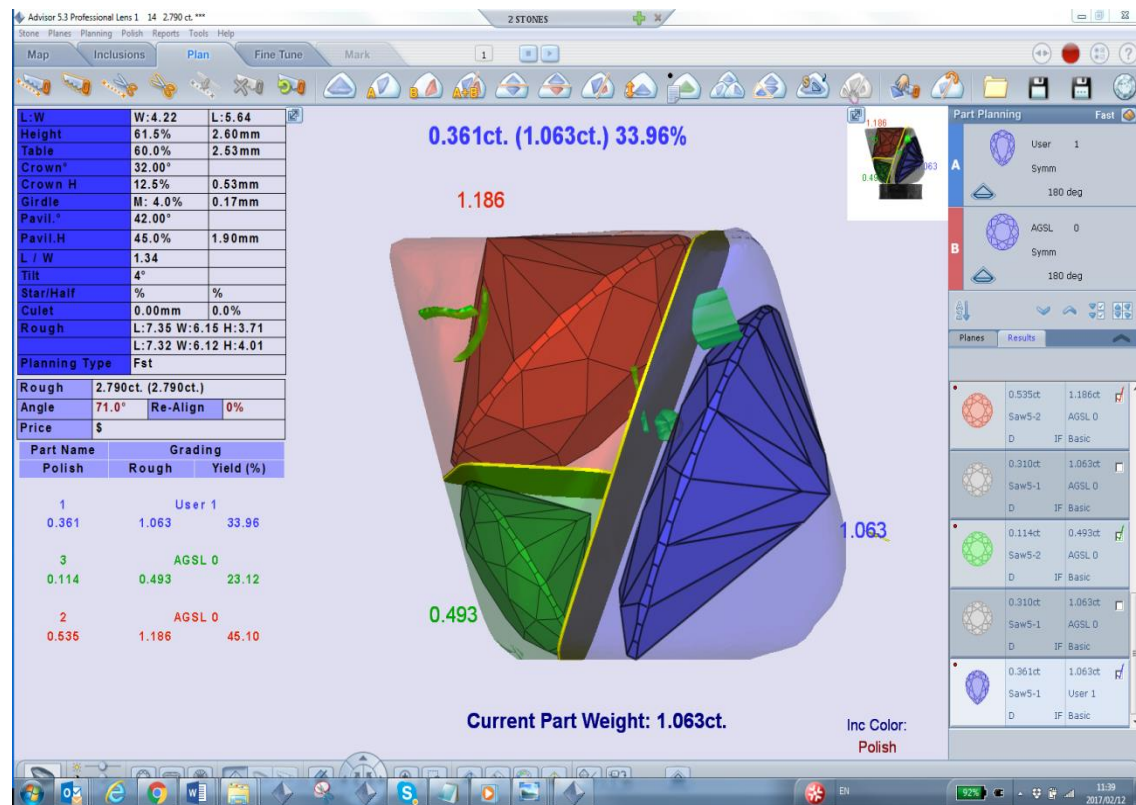 Advisor 5.3 Professional Lens 1 14 2.790 ct. ***
2 STONES
Stone Planes Planning Polish Reports Tools Help
Map Inclusions Plan Fine Tune Mark 1
L:W W:4.22 L:5.64
Height 61.5% 2.60mm
Table 60.0% 2.53mm
Crown° 32.00°
Crown H 12.5% 0.53mm
Girdle M: 4.0% 0.17mm
Pavil.° 42.00°
Pavil.H 45.0% 1.90mm
L / W 1.34
Tilt 4°
Star/Half % %
Culet 0.00mm 0.0%
Rough L:7.35 W:6.15 H:3.71
L:7.32 W:6.12 H:4.01
Planning Type Fst
Rough 2.790ct. (2.790ct.)
Angle 71.0° Re-Align 0%
Price $
Part Name Grading
Polish Rough Yield (%)
1 User 1
0.361 1.063 33.96
3 AGSL 0
0.114 0.493 23.12
2 AGSL 0
0.535 1.186 45.10
0.361ct. (1.063ct.) 33.96%
1.186
1.063
0.493
Current Part Weight: 1.063ct.
Inc Color:
Polish
1.186
Part Planning Fast
A
User 1
Symm
180 deg
B
AGSL 0
Symm
180 deg
Planes Results
0.535ct 1.186ct
Saw5-2 AGSL 0
D IF Basic
0.310ct 1.063ct
Saw5-1 AGSL 0
D IF Basic
0.114ct 0.493ct
Saw5-2 AGSL 0
D IF Basic
0.310ct 1.063ct
Saw5-1 AGSL 0
D IF Basic
0.361ct 1.063ct
Saw5-1 User 1
D IF Basic
EN
92%
11:39
2017/02/12